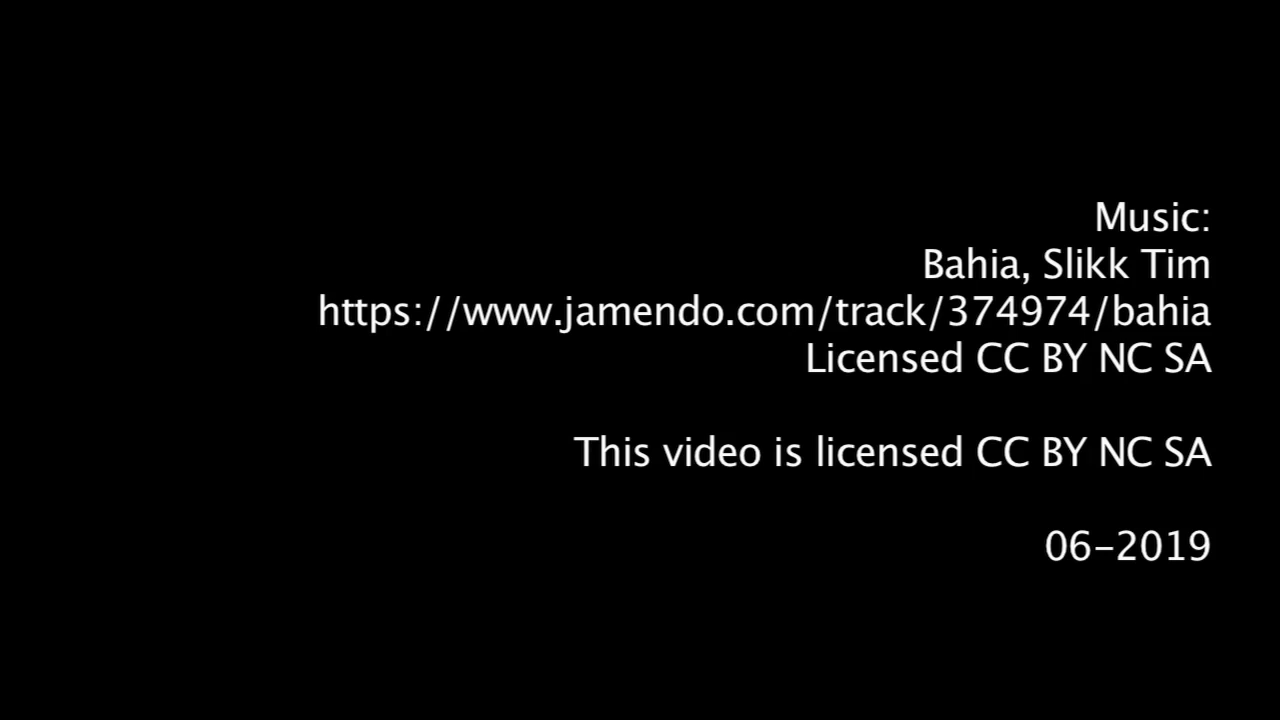 Music:
Bahia, Slikk Tim
https://www.jamendo.com/track/374974/bahia
Licensed CC BY NC SA
This video is licensed CC BY NC SA
06-2019